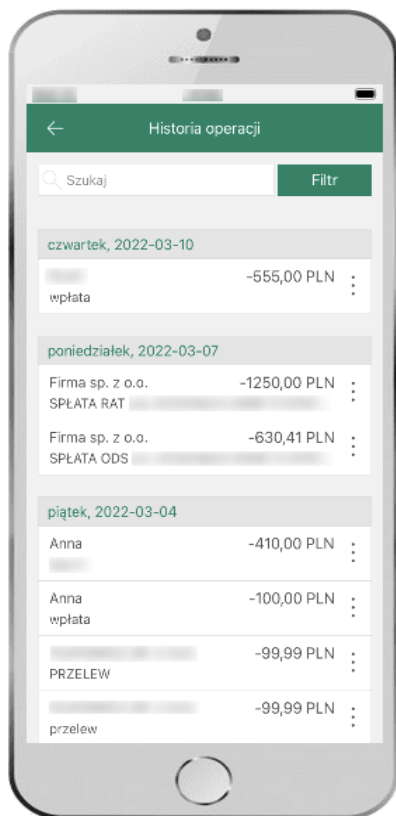 Historia operacji
Szukaj
Filtr
czwartek, 2022-03-10
-555,00 PLN
wpłata
poniedziałek, 2022-03-07
Firma sp. z o.o. -1250,00 PLN
SPŁATA RAT
Firma sp. z o.o. -630,41 PLN
SPŁATA ODS
piątek, 2022-03-04
Anna -410,00 PLN
Anna -100,00 PLN
wpłata
-99,99 PLN
PRZELEW
-99,99 PLN
przelew